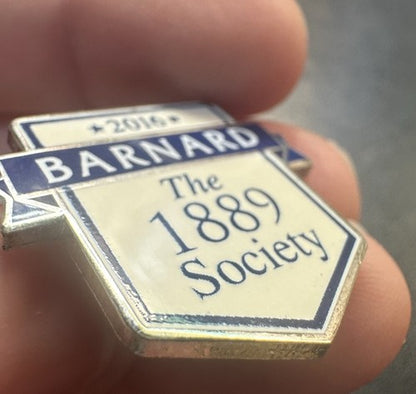 ★2016★
BARNARD
The
1889
Society